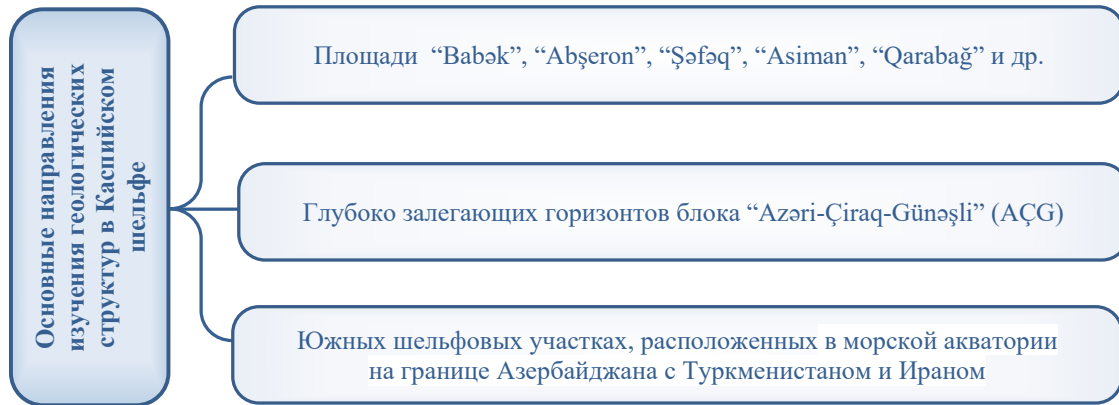 Основные направления
изучения геологических
структур в Каспийском
шельфе
Площади “Babək”, “Abşeron”, “Şəfəq”, “Asiman”, “Qarabağ” и др.
Глубоко залегающих горизонтов блока “Azəri-Çiraq-Günəşli” (AÇG)
Южных шельфовых участках, расположенных в морской акватории
на границе Азербайджана с Туркменистаном и Ираном